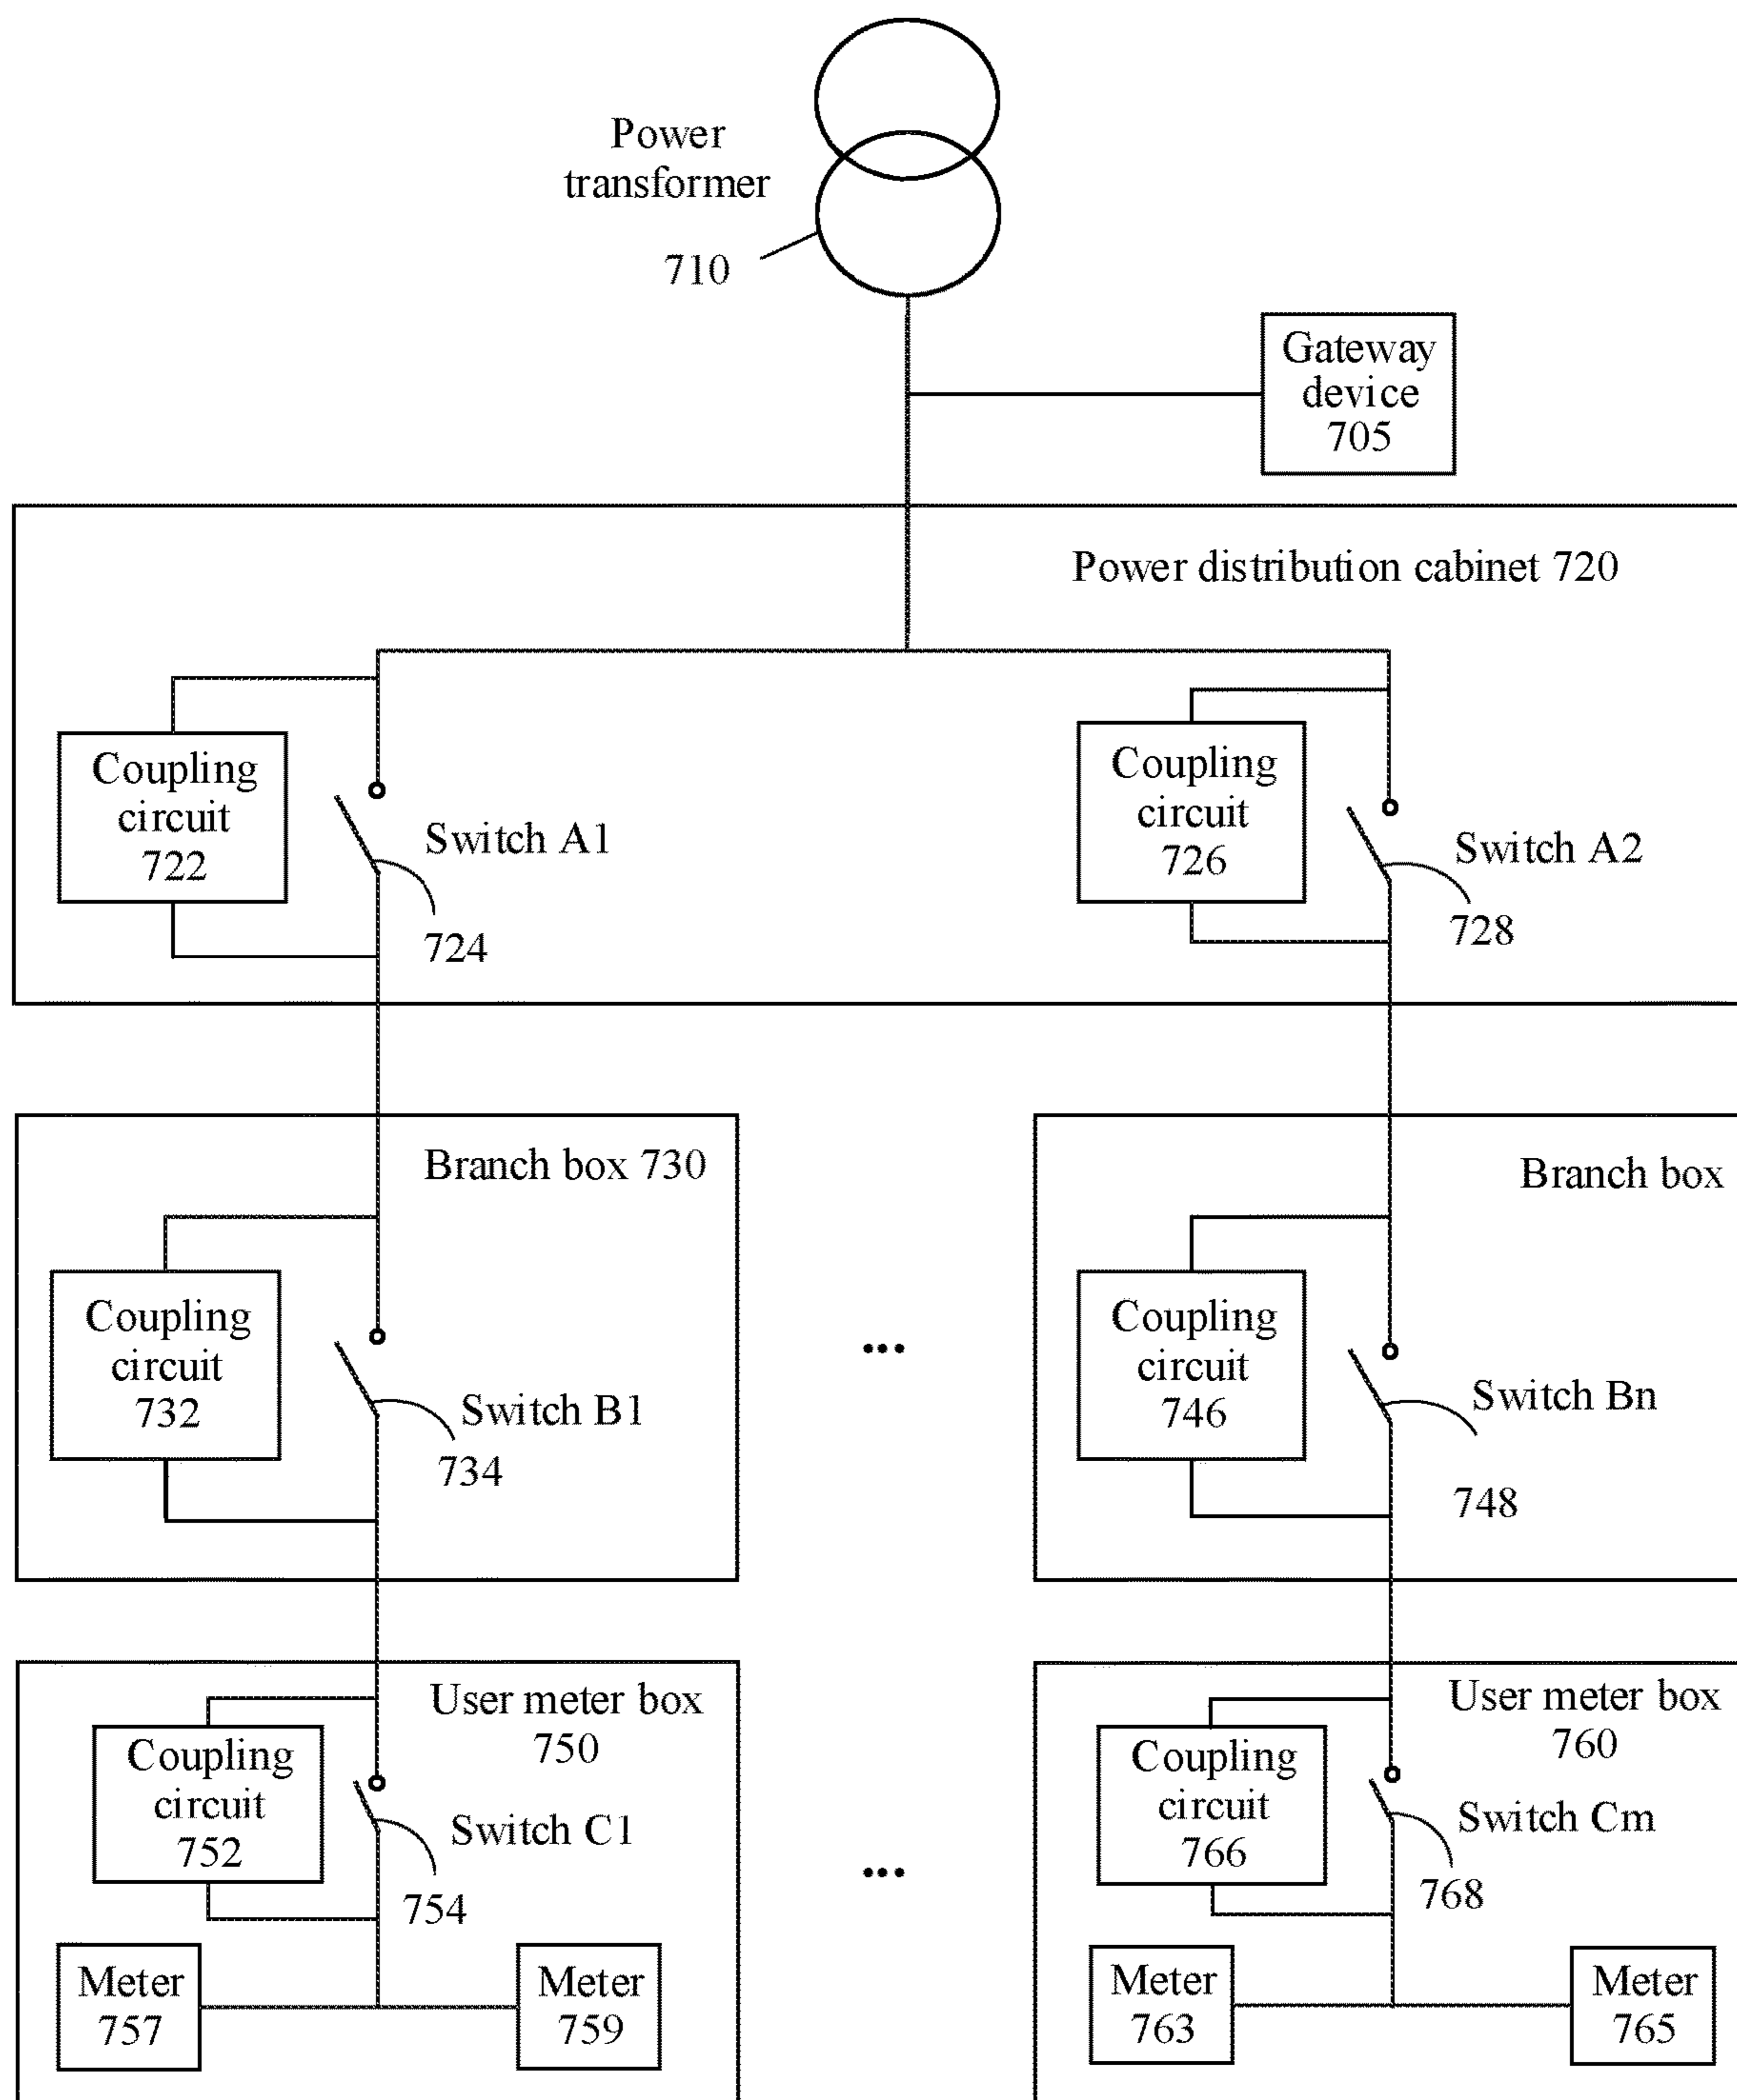 Power
transformer
710
Gateway
device
705
Power distribution cabinet 720
Coupling
circuit
722
Switch A1
724
Coupling
circuit
726
Switch A2
728
Branch box 730
Coupling
circuit
732
Switch B1
734
...
Branch box
Coupling
circuit
746
Switch Bn
748
User meter box
750
Coupling
circuit
752
Switch C1
754
Meter
757
Meter
759
...
User meter box
760
Coupling
circuit
766
Switch Cm
768
Meter
763
Meter
765